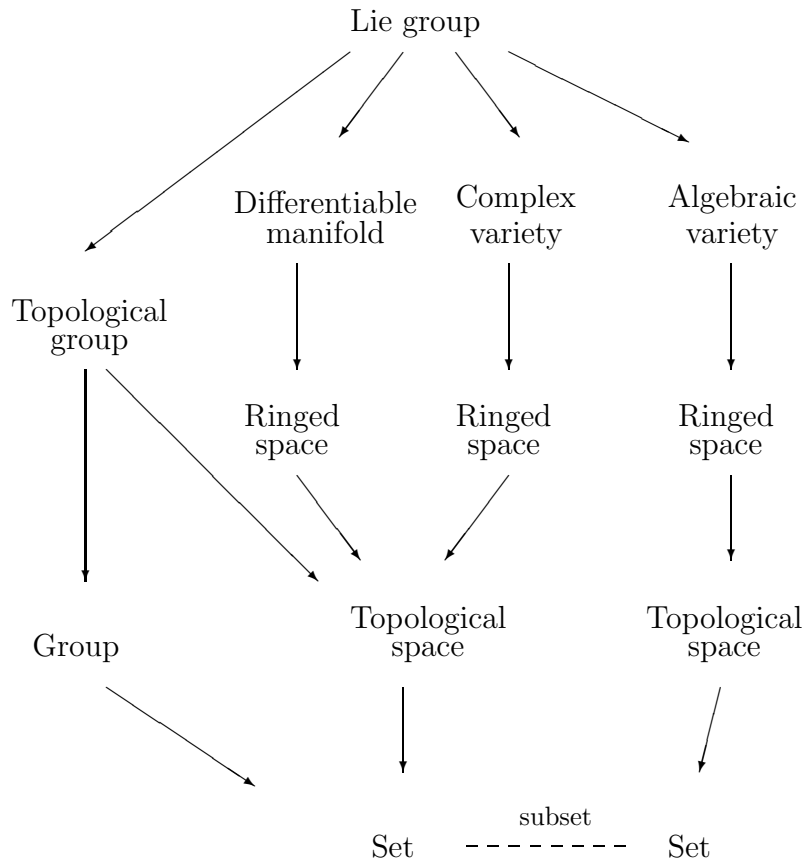 Lie group
Differentiable
manifold
Complex
variety
Algebraic
variety
Topological
group
Ringed
space
Ringed
space
Ringed
space
Group
Topological
space
Topological
space
Set
subset
Set